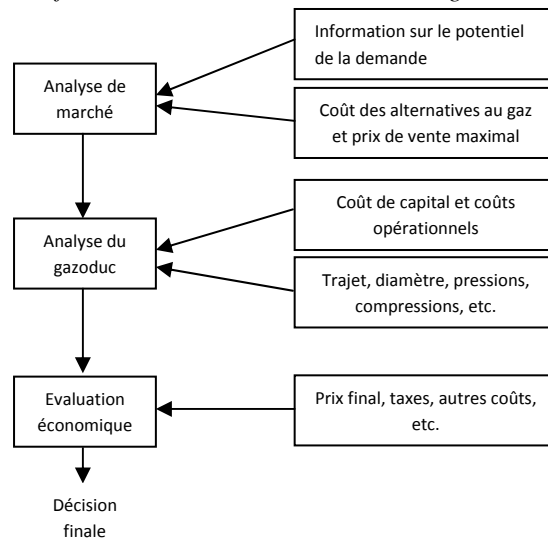 Information sur le potentiel
de la demande
Analyse de
marché
Coût des alternatives au gaz
et prix de vente maximal
Coût de capital et coûts
opérationnels
Analyse du
gazoduc
Trajet, diamètre, pressions,
compressions, etc.
Evaluation
économique
Prix final, taxes, autres coûts,
etc.
Décision
finale